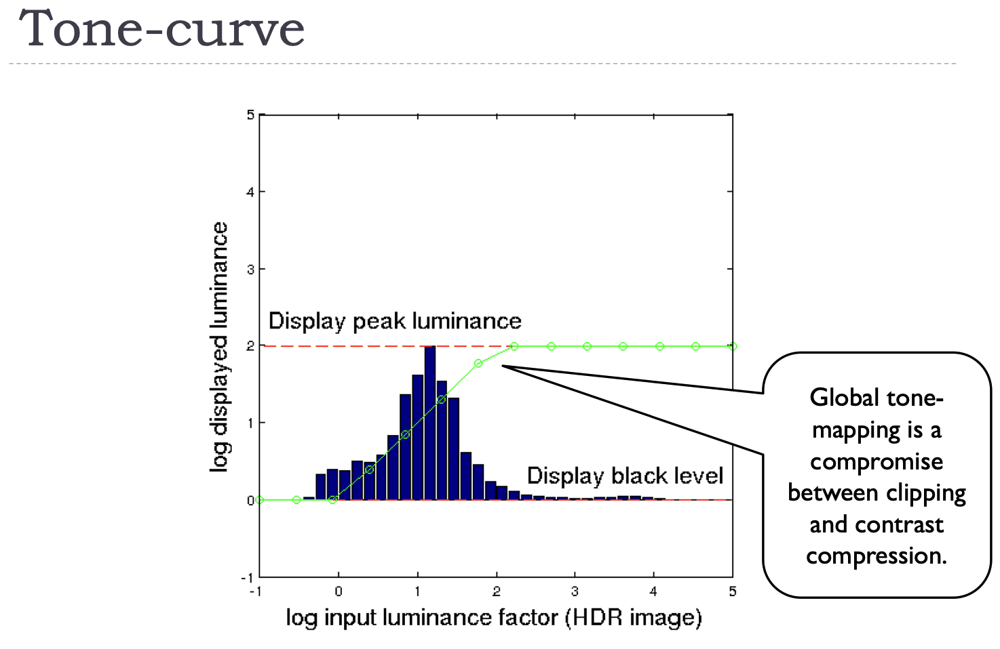 Tone-curve
5
4
3
2
1
0
-1
log displayed luminance
Display peak luminance
Display black level
-1 0 1 2 3 4 5
log input luminance factor (HDR image)
Global tone-
mapping is a
compromise
between clipping
and contrast
compression.